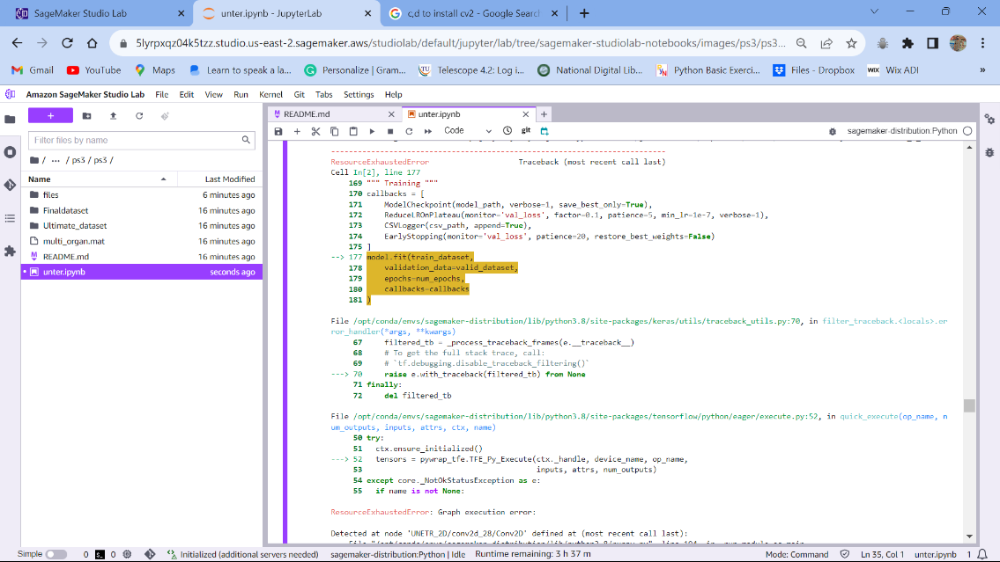 SageMaker Studio Lab
unter.ipynb - JupyterLab
c,d to install cv2 - Google Search
5lyrpxqz04k5tzz.studio.us-east-2.sagemaker.aws/studiolab/default/jupyter/lab/tree/sagemaker-studiolab-notebooks/images/ps3/ps3...
Gmail
YouTube
Maps
Learn to speak a la...
Personalize | Gram...
Telescope 4.2: Log i...
National Digital Lib...
Python Basic Exerci...
Files - Dropbox
WIX Wix ADI
Amazon SageMaker Studio Lab
File Edit View Run Kernel Git Tabs Settings Help
README.md
unter.ipynb
Code
git
sagemaker-distribution:Python
Filter files by name
/ ... / ps3 / ps3 /
Name Last Modified
files 6 minutes ago
Finaldataset 16 minutes ago
Ultimate_dataset 16 minutes ago
multi_organ.mat 16 minutes ago
README.md 16 minutes ago
unter.ipynb seconds ago
---------------------------------------------------------------------------
ResourceExhaustedError Traceback (most recent call last)
Cell In[2], line 177
169 """ Training """
170 callbacks = [
171 ModelCheckpoint(model_path, verbose=1, save_best_only=True),
172 ReduceLROnPlateau(monitor='val_loss', factor=0.1, patience=5, min_lr=1e-7, verbose=1),
173 CSVLogger(csv_path, append=True),
174 EarlyStopping(monitor='val_loss', patience=20, restore_best_weights=False)
175 ]
--> 177 model.fit(train_dataset,
178 validation_data=valid_dataset,
179 epochs=num_epochs,
180 callbacks=callbacks
181 )
File /opt/conda/envs/sagemaker-distribution/lib/python3.8/site-packages/keras/utils/traceback_utils.py:70, in filter_traceback.<locals>.er
ror_handler(*args, **kwargs)
67 filtered_tb = _process_traceback_frames(e.__traceback__)
68 # To get the full stack trace, call:
69 # `tf.debugging.disable_traceback_filtering()`
---> 70 raise e.with_traceback(filtered_tb) from None
71 finally:
72 del filtered_tb
File /opt/conda/envs/sagemaker-distribution/lib/python3.8/site-packages/tensorflow/python/eager/execute.py:52, in quick_execute(op_name, n
um_outputs, inputs, attrs, ctx, name)
50 try:
51 ctx.ensure_initialized()
---> 52 tensors = pywrap_tfe.TFE_Py_Execute(ctx._handle, device_name, op_name,
53 inputs, attrs, num_outputs)
54 except core._NotOkStatusException as e:
55 if name is not None:
ResourceExhaustedError: Graph execution error:
Detected at node 'UNETR_2D/conv2d_28/Conv2D' defined at (most recent call last):
Simple 0 0 Initialized (additional servers needed) sagemaker-distribution:Python | Idle Runtime remaining: 3 h 37 m Mode: Command Ln 35, Col 1 unter.ipynb 1